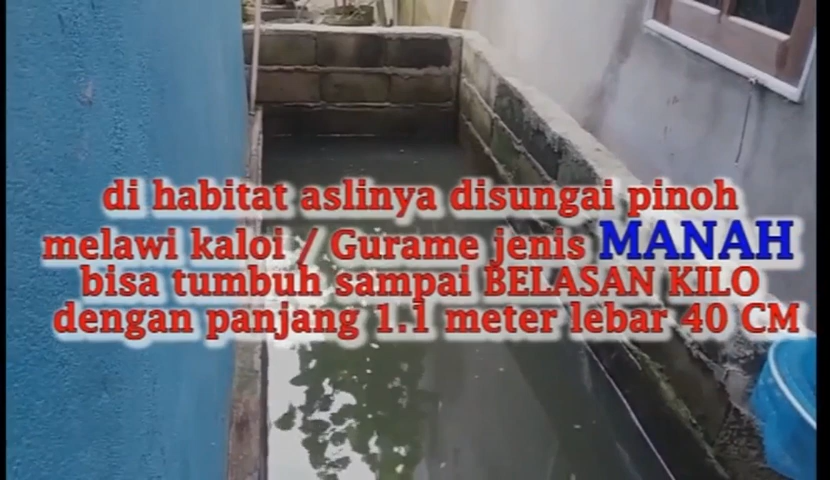 di habitat aslinya disungai pinoh
melawi kaloi / Gurame jenis MANAH
bisa tumbuh sampai BELASAN KILO
dengan panjang 1.1 meter lebar 40 CM